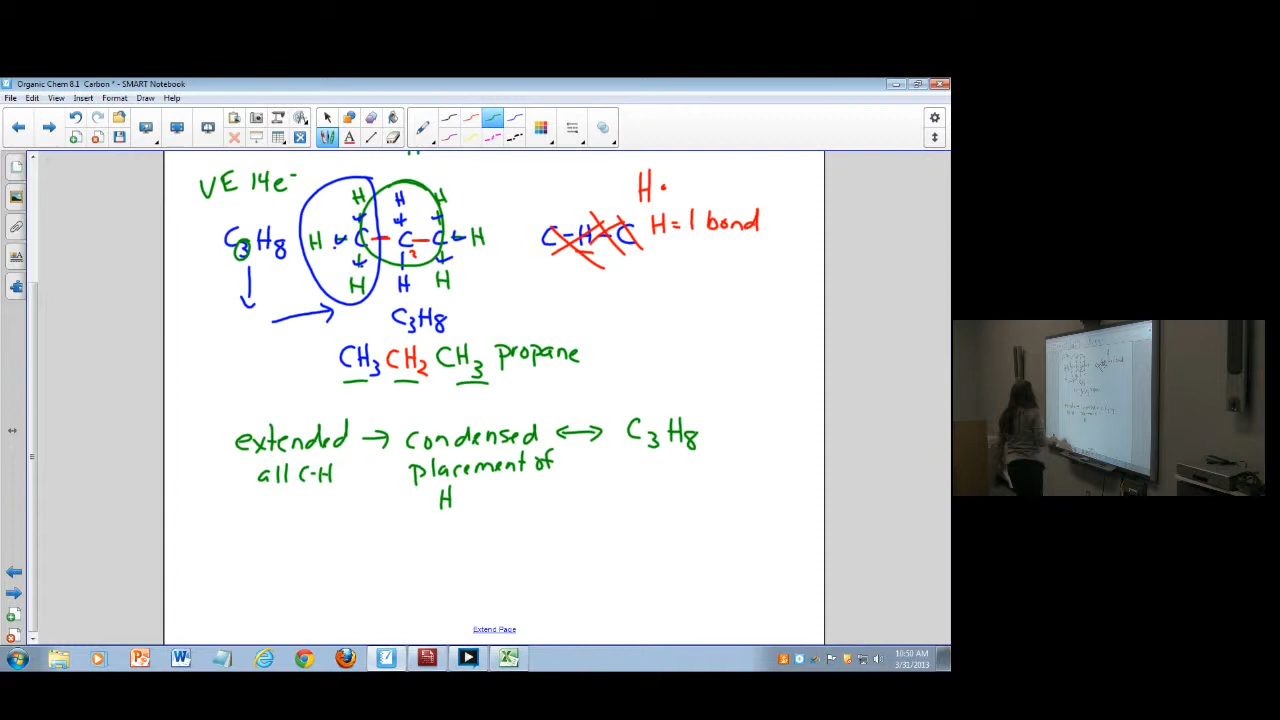 Organic Chem 8.1 Carbon * - SMART Notebook
File Edit View Insert Format Draw Help
H
VE 14e⁻
H H H
H - C - C - C - H
2
H H H
C₃H₈
C₃H₈
CH₃ CH₂ CH₃ propane
H •
C - H - C
H = 1 bond
extended → condensed ↔ C₃H₈
all C-H placement of
H
Extend Page
10:50 AM
3/31/2013